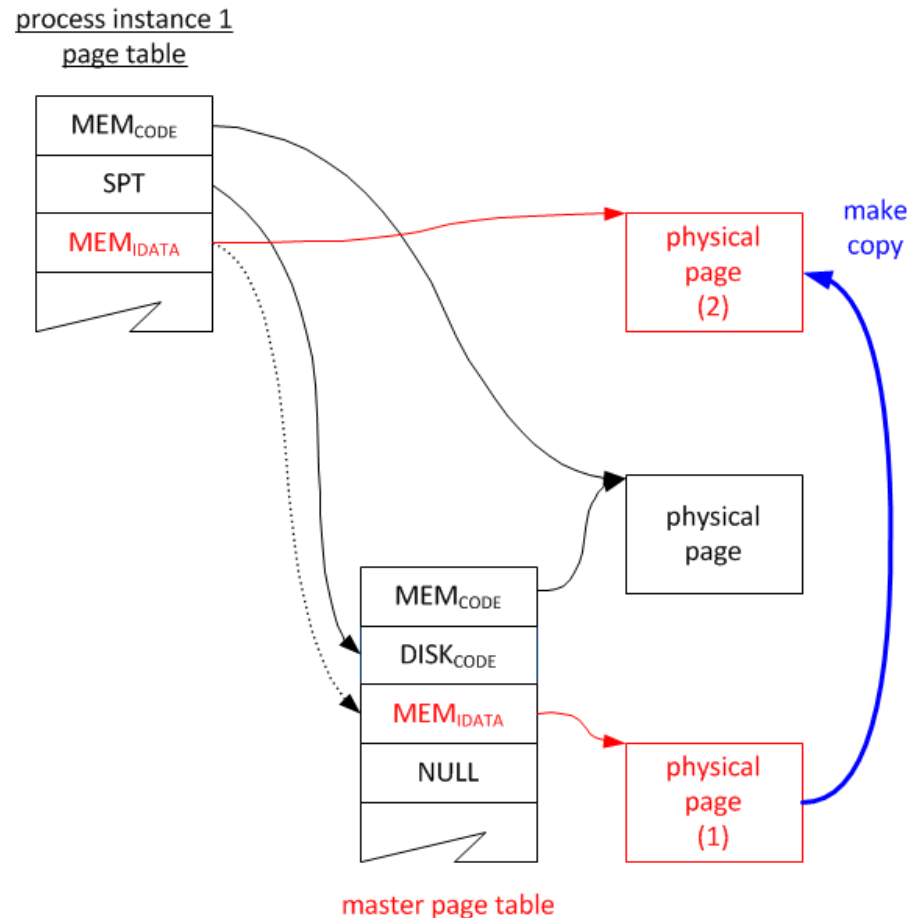 process instance 1
page table
MEMCODE
SPT
MEMIDATA
physical
page
(2)
make
copy
physical
page
MEMCODE
DISKCODE
MEMIDATA
NULL
physical
page
(1)
master page table